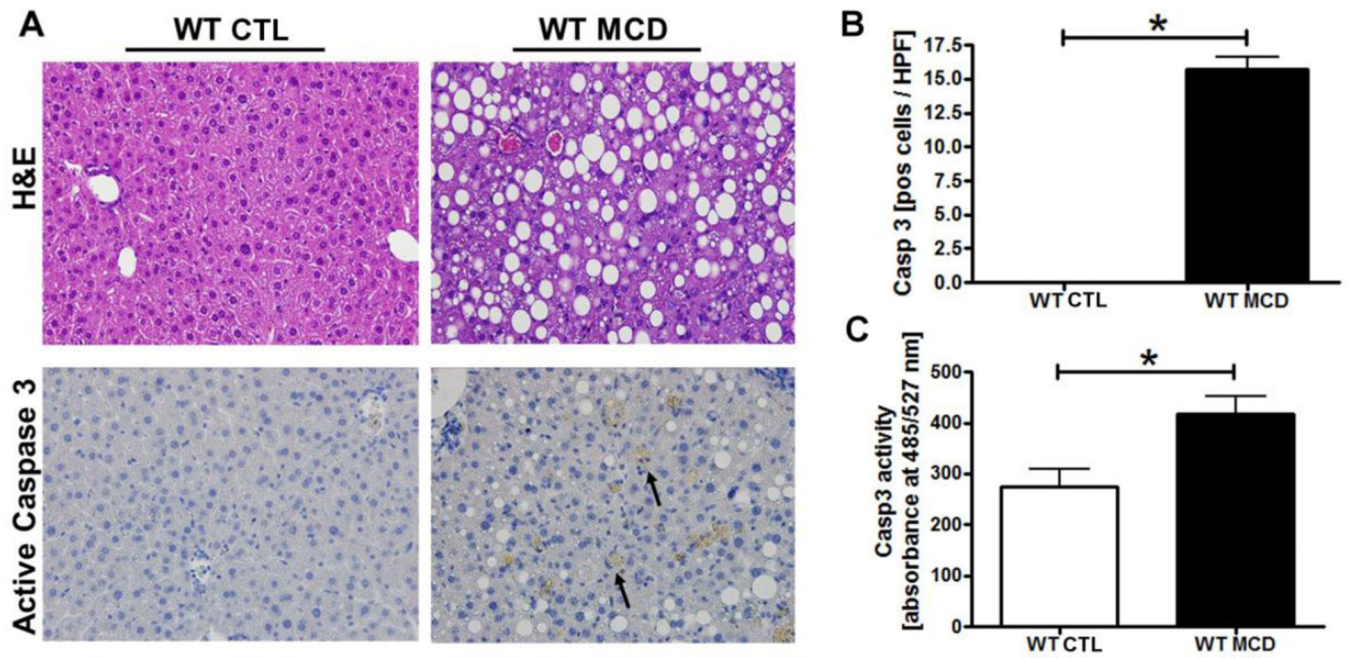 A
WT CTL
WT MCD
H&E
Active Caspase 3
B
*
Casp 3 [pos cells / HPF]
17.5
15.0
12.5
10.0
7.5
5.0
2.5
0.0
WT CTL
WT MCD
C
*
Casp3 activity
[absorbance at 485/527 nm]
500
400
300
200
100
0
WT CTL
WT MCD